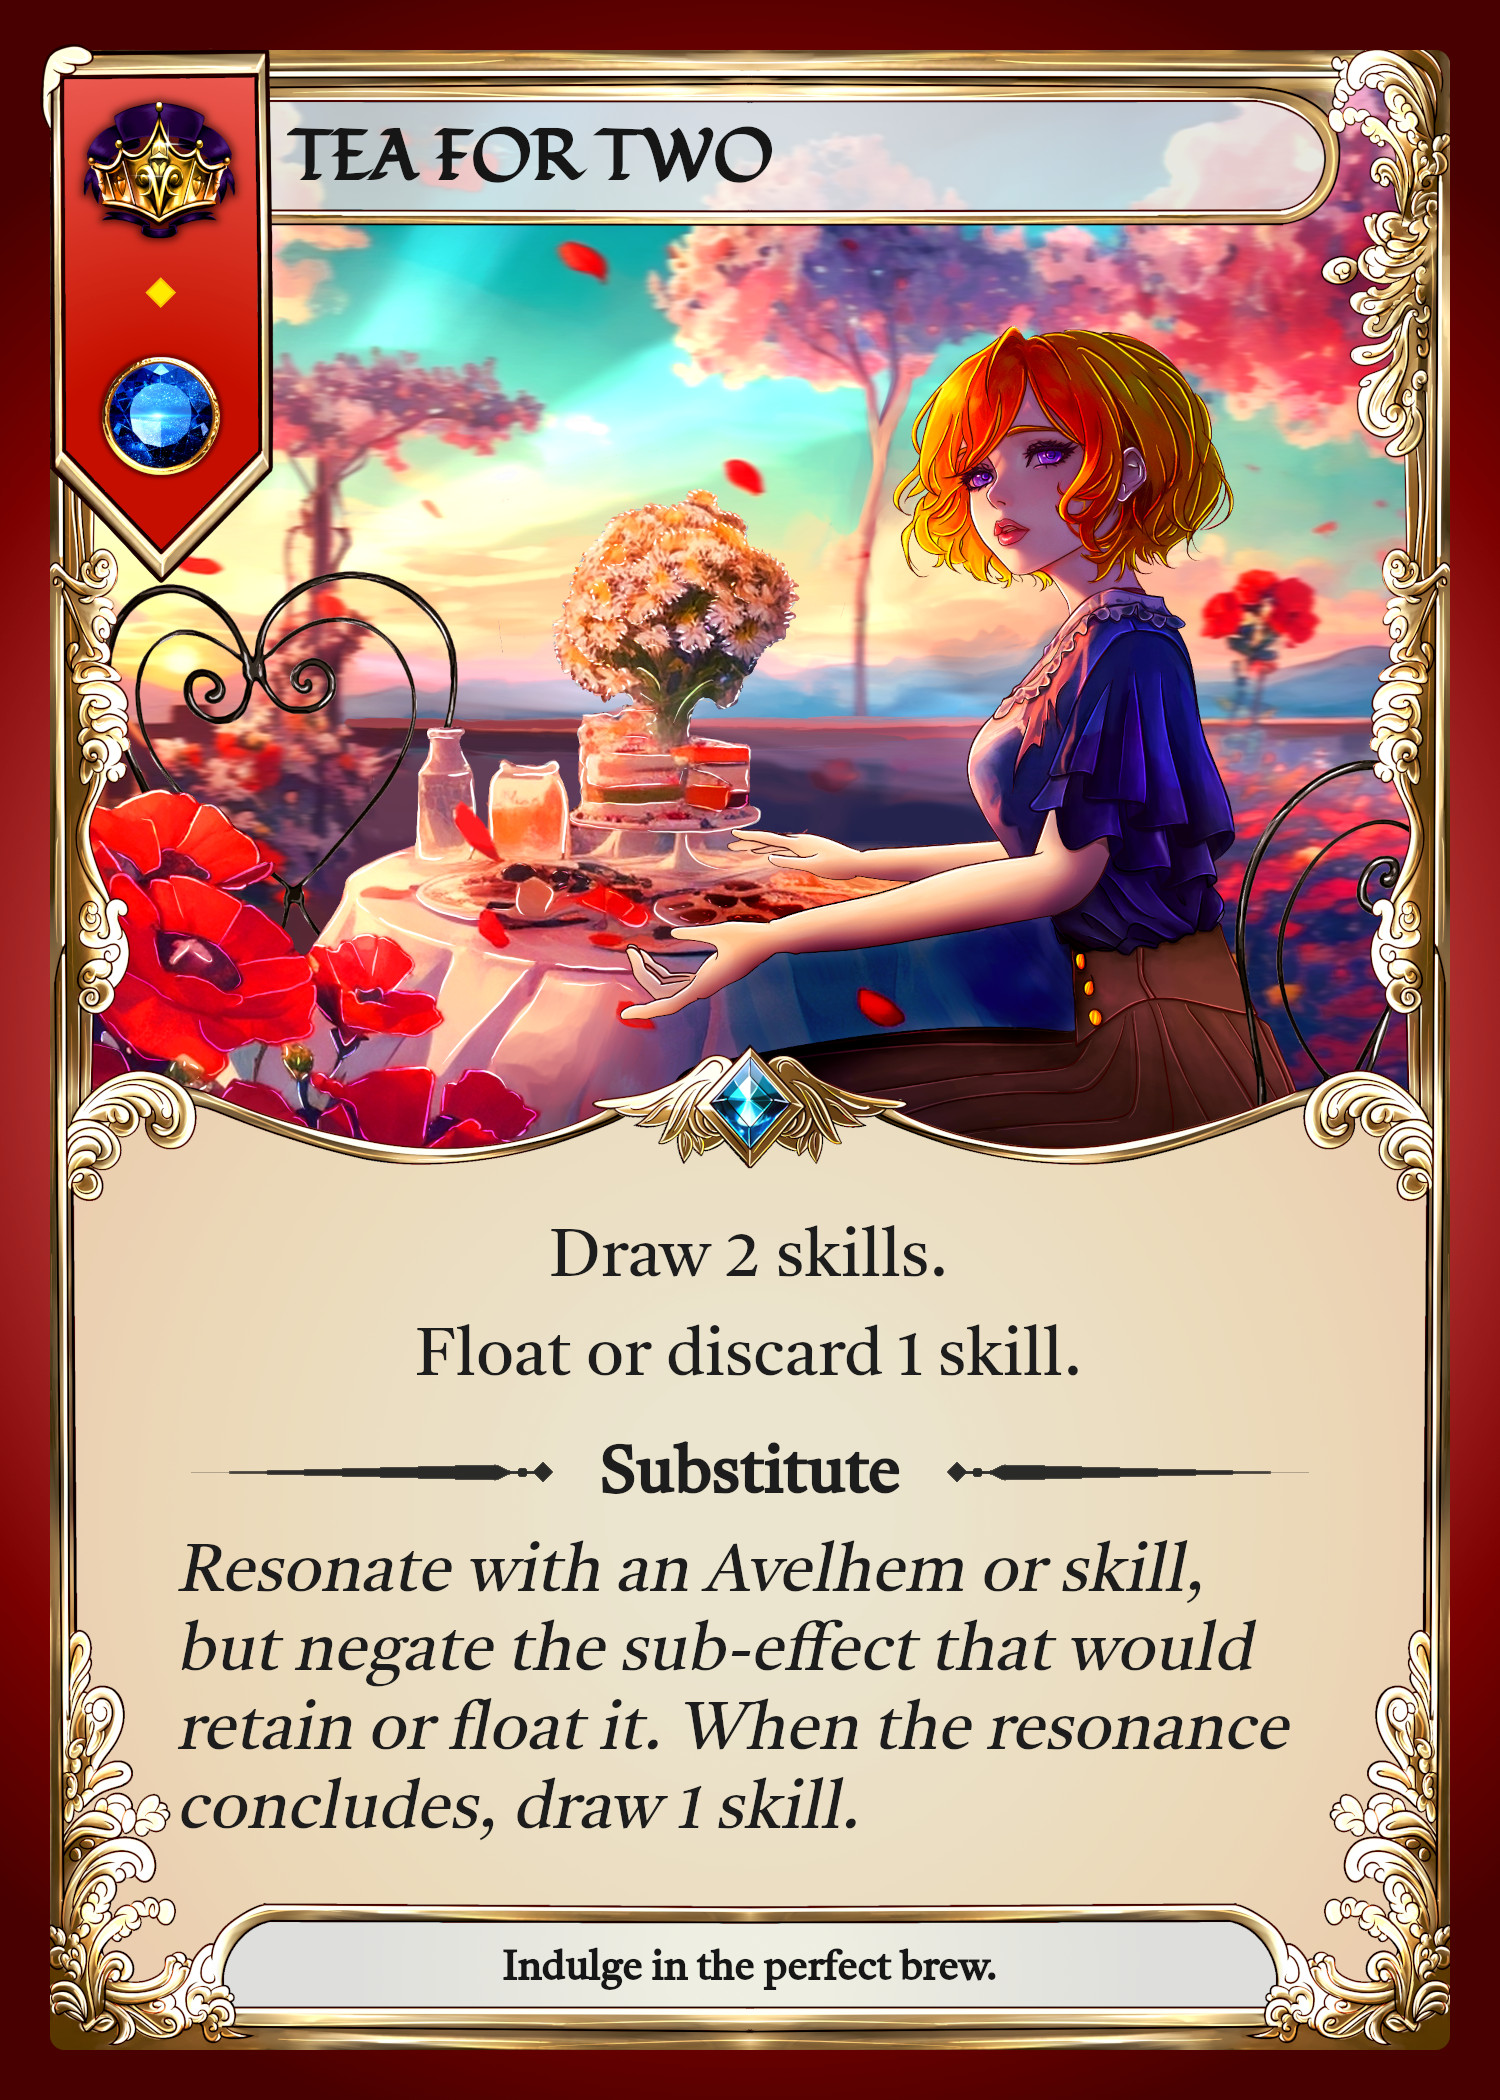 TEA FOR TWO
Draw 2 skills.
Float or discard 1 skill.
Substitute
Resonate with an Avelhem or skill,
but negate the sub-effect that would
retain or float it. When the resonance
concludes, draw 1 skill.
Indulge in the perfect brew.